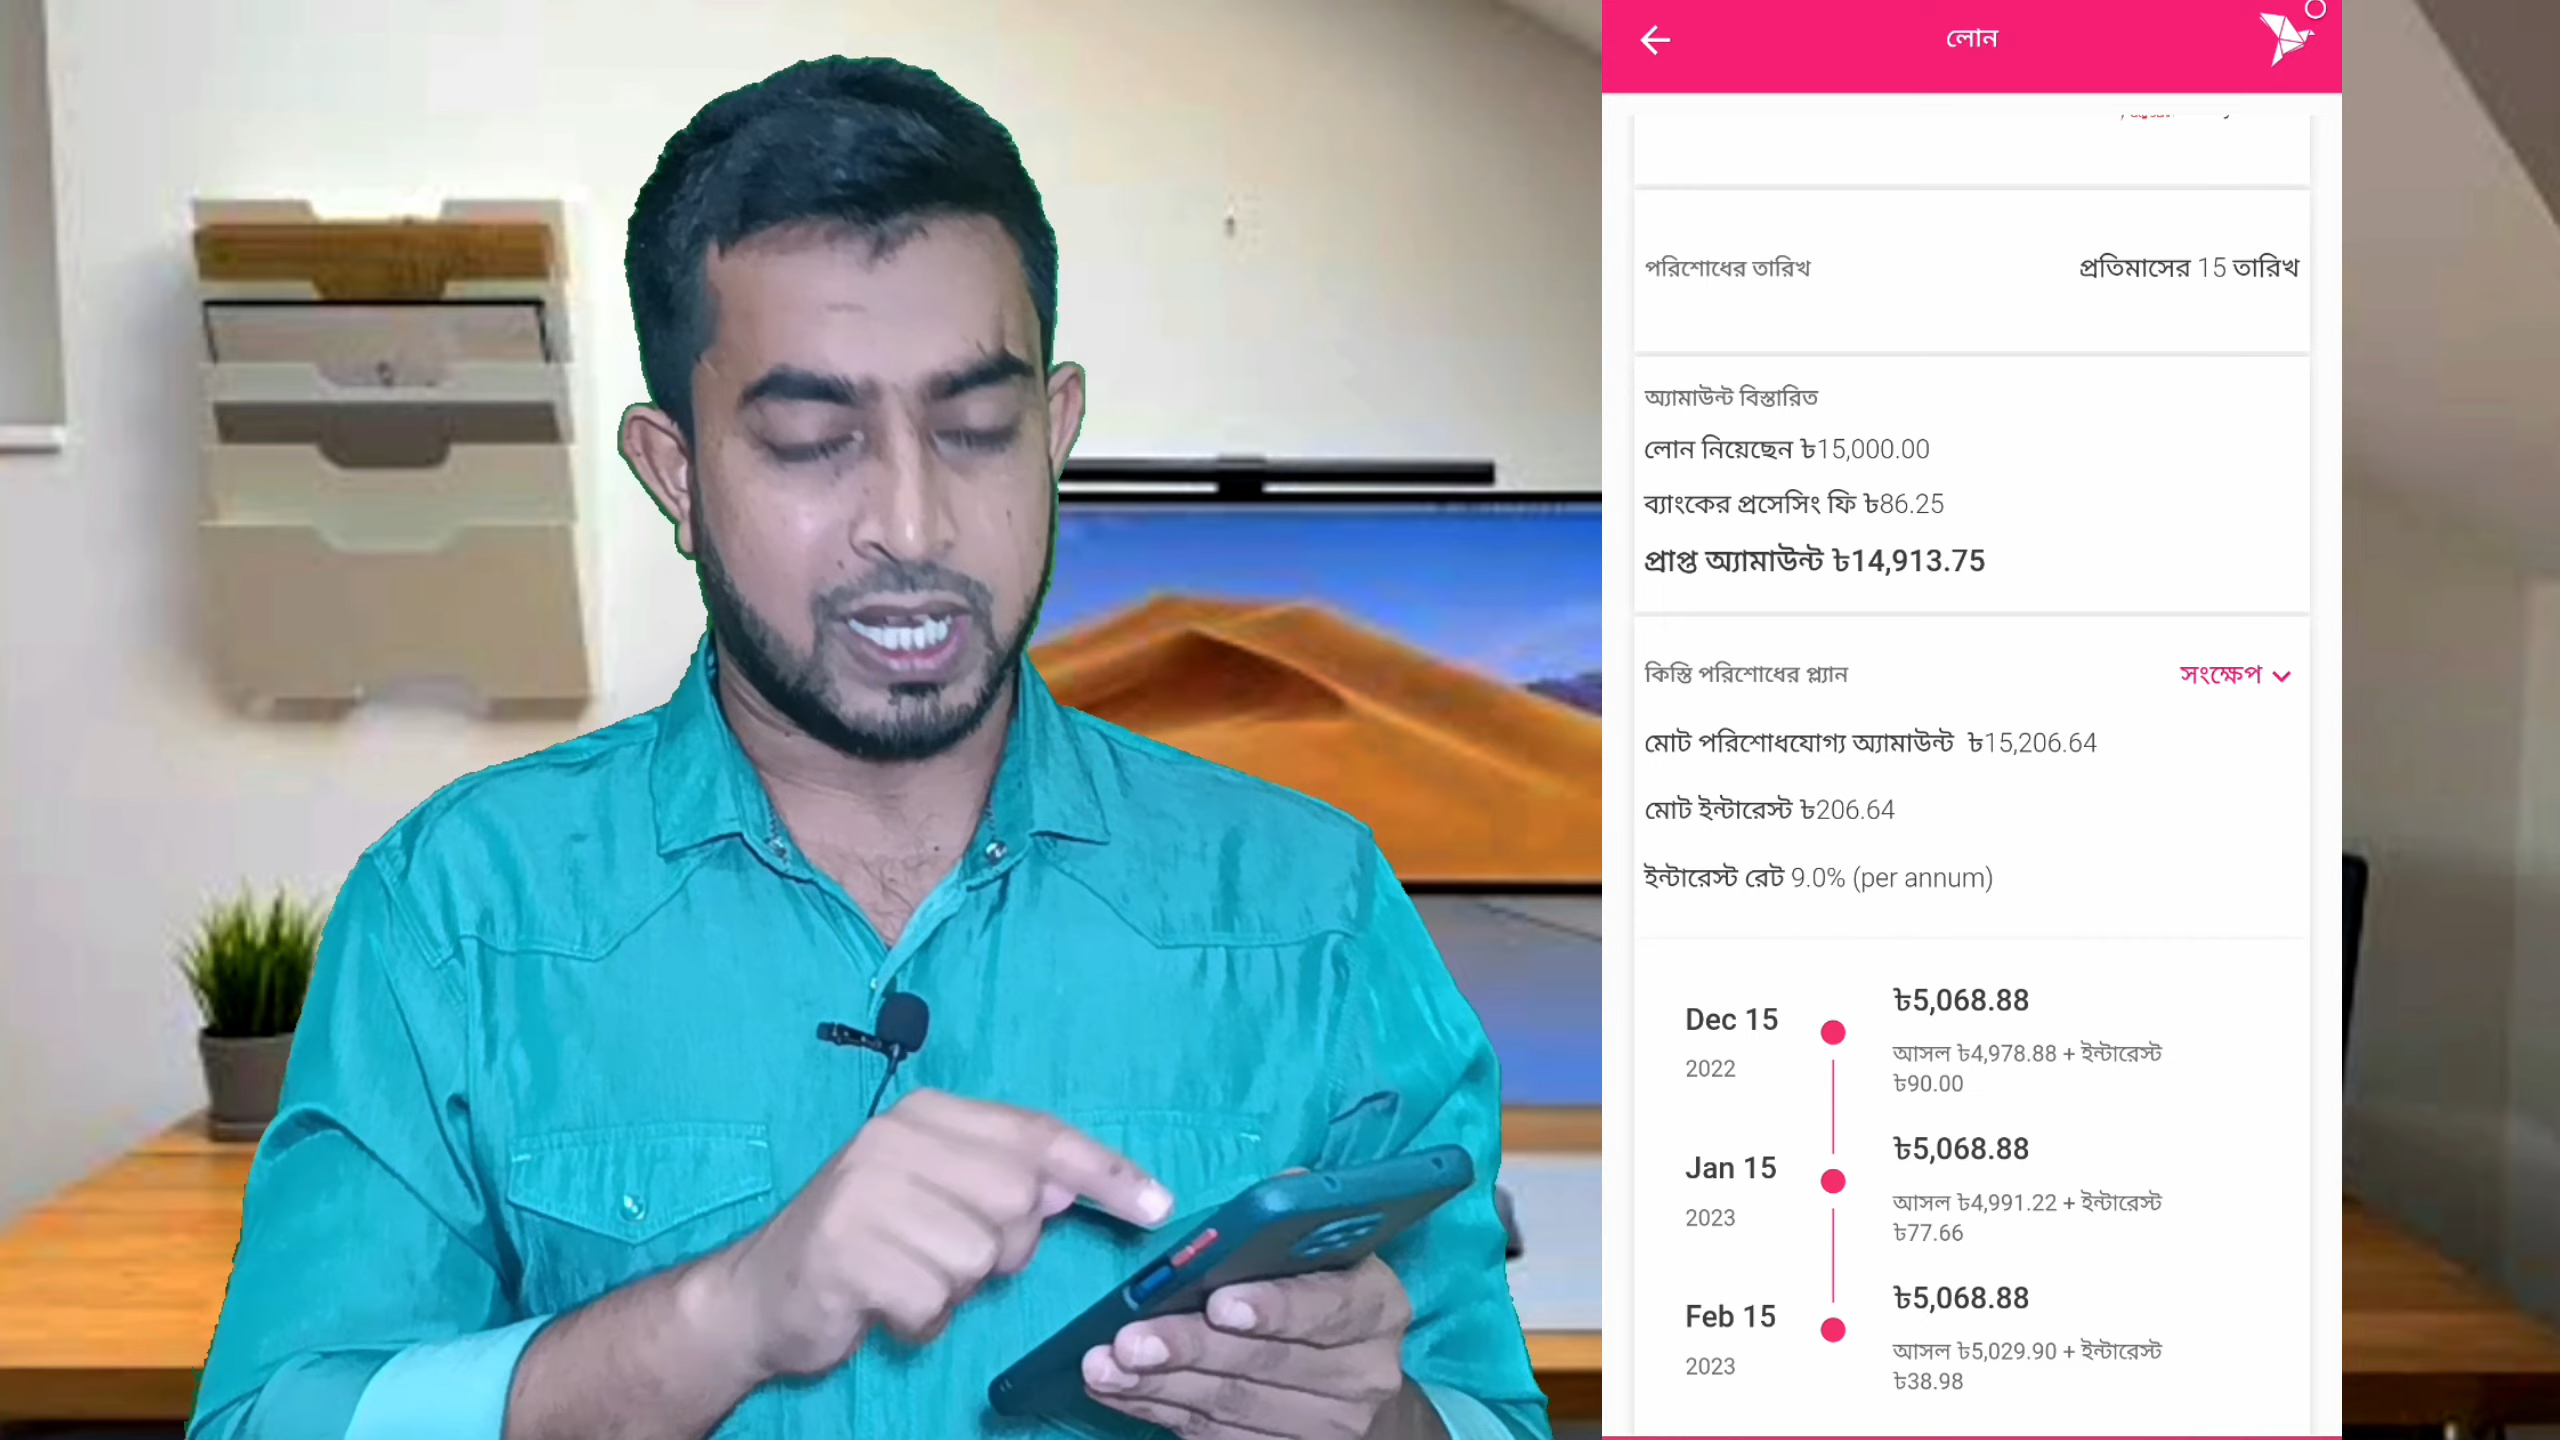 লোন
পরিশোধের তারিখ
প্রতিমাসের 15 তারিখ
অ্যামাউন্ট বিস্তারিত
লোন নিয়েছেন ৳15,000.00
ব্যাংকের প্রসেসিং ফি ৳86.25
প্রাপ্ত অ্যামাউন্ট ৳14,913.75
কিস্তি পরিশোধের প্ল্যান
সংক্ষেপ
মোট পরিশোধযোগ্য অ্যামাউন্ট ৳15,206.64
মোট ইন্টারেস্ট ৳206.64
ইন্টারেস্ট রেট 9.0% (per annum)
Dec 15
2022
৳5,068.88
আসল ৳4,978.88 + ইন্টারেস্ট
৳90.00
Jan 15
2023
৳5,068.88
আসল ৳4,991.22 + ইন্টারেস্ট
৳77.66
Feb 15
2023
৳5,068.88
আসল ৳5,029.90 + ইন্টারেস্ট
৳38.98